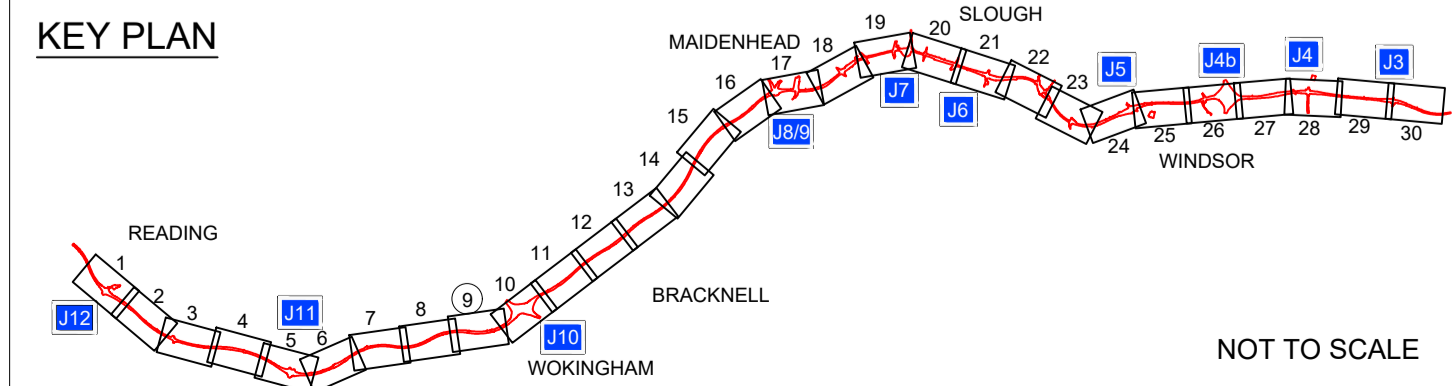 KEY PLAN
SLOUGH
MAIDENHEAD
19
20
21
18
17
22
16
23
J5
J4b
J4
J3
J7
J6
15
J8/9
24
25
26
27
28
29
30
WINDSOR
14
13
12
11
READING
1
2
J12
3
4
J11
5
6
7
8
9
10
J10
BRACKNELL
WOKINGHAM
NOT TO SCALE